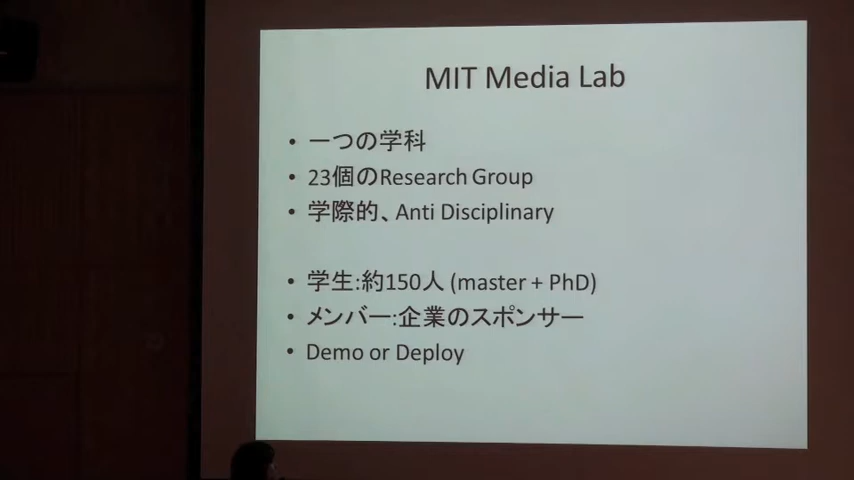 MIT Media Lab
• 一つの学科
• 23個のResearch Group
• 学際的、Anti Disciplinary
• 学生:約150人 (master + PhD)
• メンバー:企業のスポンサー
• Demo or Deploy